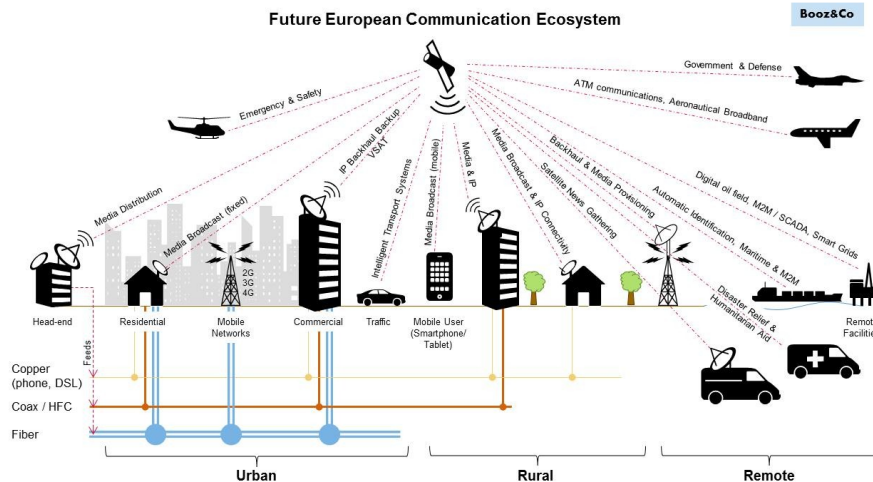 Future European Communication Ecosystem
Booz&Co
Government & Defense
ATM communications, Aeronautical Broadband
Emergency & Safety
IP Backhaul Backup
VSAT
Media Distribution
Media Broadcast (fixed)
Intelligent Transport Systems
Media Broadcast (mobile)
Media & IP
Media Broadcast & IP Connectivity
Satellite News Gathering
Backhaul & Media Provisioning
Automatic Identification, Maritime & M2M
Digital oil field, M2M / SCADA, Smart Grids
Disaster Relief &
Humanitarian Aid
2G
3G
4G
Head-end
Residential
Mobile
Networks
Commercial
Traffic
Mobile User
(Smartphone/
Tablet)
Remote
Facilities
Feeds
Copper
(phone, DSL)
Coax / HFC
Fiber
Urban
Rural
Remote